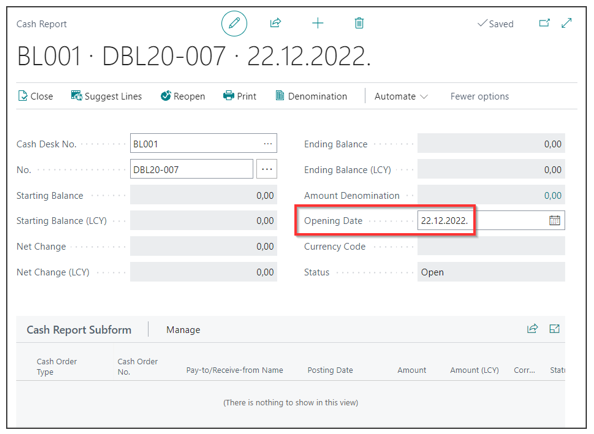 Cash Report
Saved
BL001 · DBL20-007 · 22.12.2022.
Close Suggest Lines Reopen Print Denomination Automate Fewer options
Cash Desk No. BL001 ...
No. DBL20-007 ...
Starting Balance 0,00
Starting Balance (LCY) 0,00
Net Change 0,00
Net Change (LCY) 0,00
Ending Balance 0,00
Ending Balance (LCY) 0,00
Amount Denomination 0,00
Opening Date 22.12.2022.
Currency Code
Status Open
Cash Report Subform Manage
Cash Order Type
Cash Order No.
Pay-to/Receive-from Name
Posting Date
Amount
Amount (LCY)
Corr...
Stat
(There is nothing to show in this view)